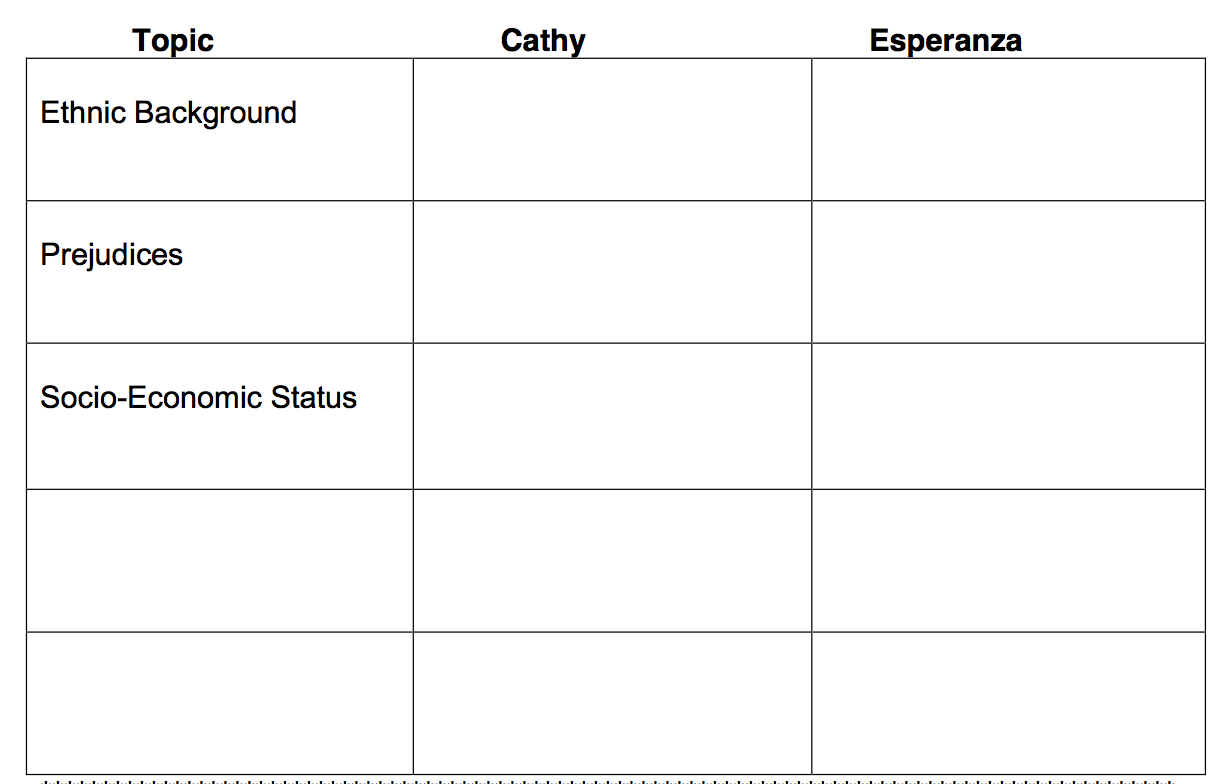 Topic Cathy Esperanza
Ethnic Background
Prejudices
Socio-Economic Status